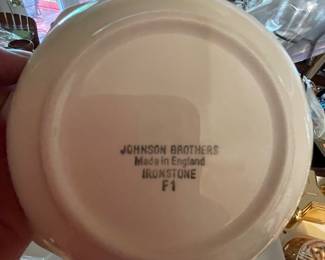 JOHNSON BROTHERS
Made in England
IRONSTONE
F1